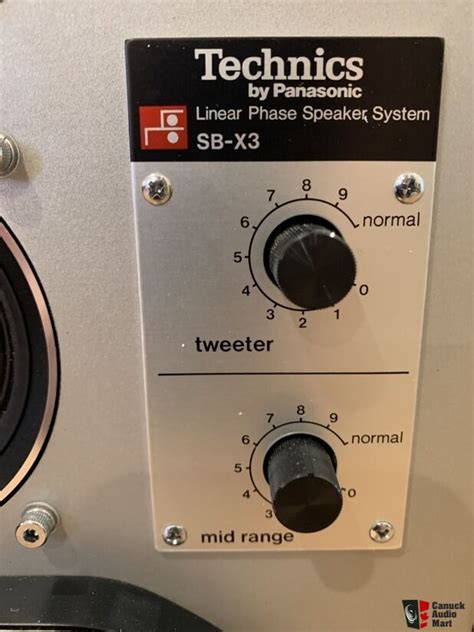 Technics
by Panasonic
Linear Phase Speaker System
SB-X3
7 8 9
6 normal
5
4 0
3 2 1
tweeter
7 8 9
6 normal
5
4 0
3
mid range
Canuck
Audio
Mart